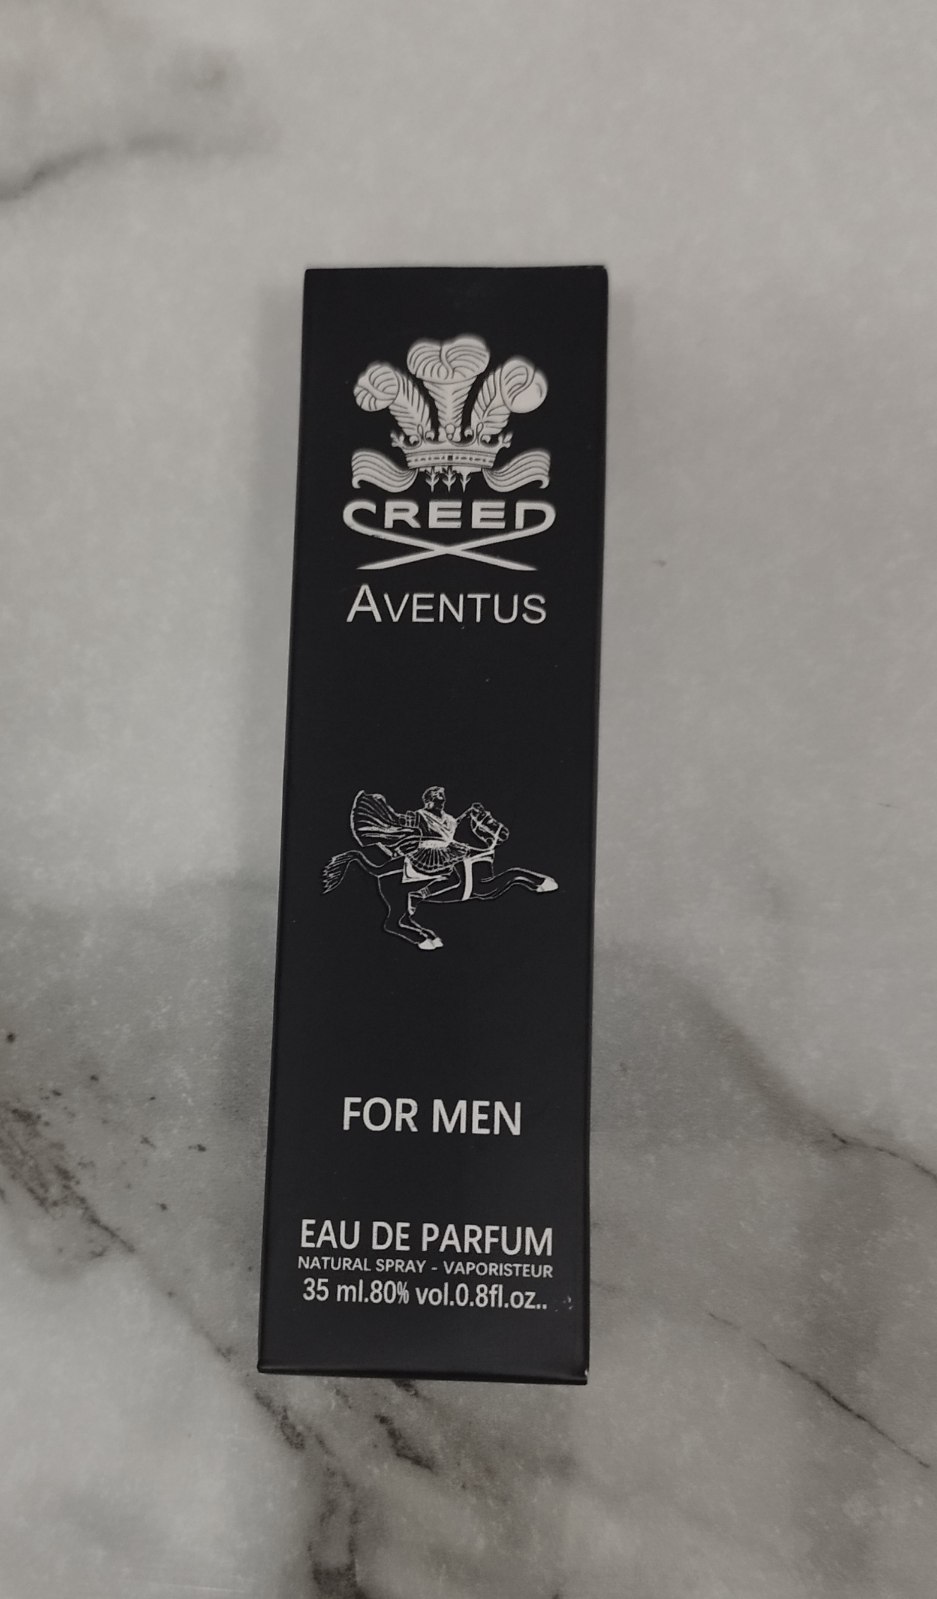 CREED
AVENTUS
FOR MEN
EAU DE PARFUM
NATURAL SPRAY - VAPORISTEUR
35 ml.80% vol.0.8fl.oz..